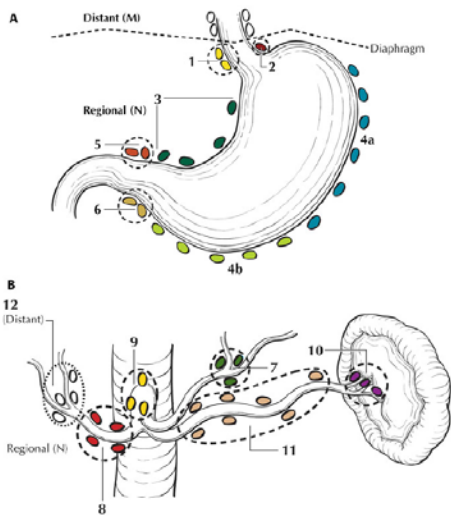 A
Distant (M)
Diaphragm
1
2
3
Regional (N)
4a
5
6
4b
B
12
(Distant)
9
10
7
Regional (N)
11
8